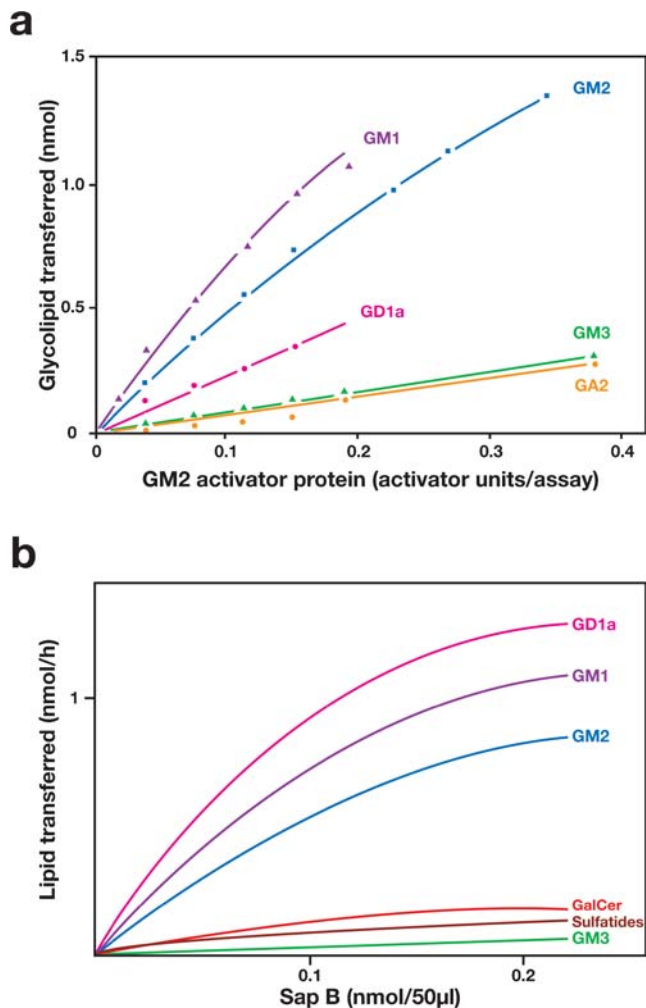 a
1.5
1.0
0.5
0
Glycolipid transferred (nmol)
GM1
GM2
GD1a
GM3
GA2
0
0.1
0.2
0.3
0.4
GM2 activator protein (activator units/assay)
b
1
Lipid transferred (nmol/h)
GD1a
GM1
GM2
GalCer
Sulfatides
GM3
0.1
0.2
Sap B (nmol/50µl)